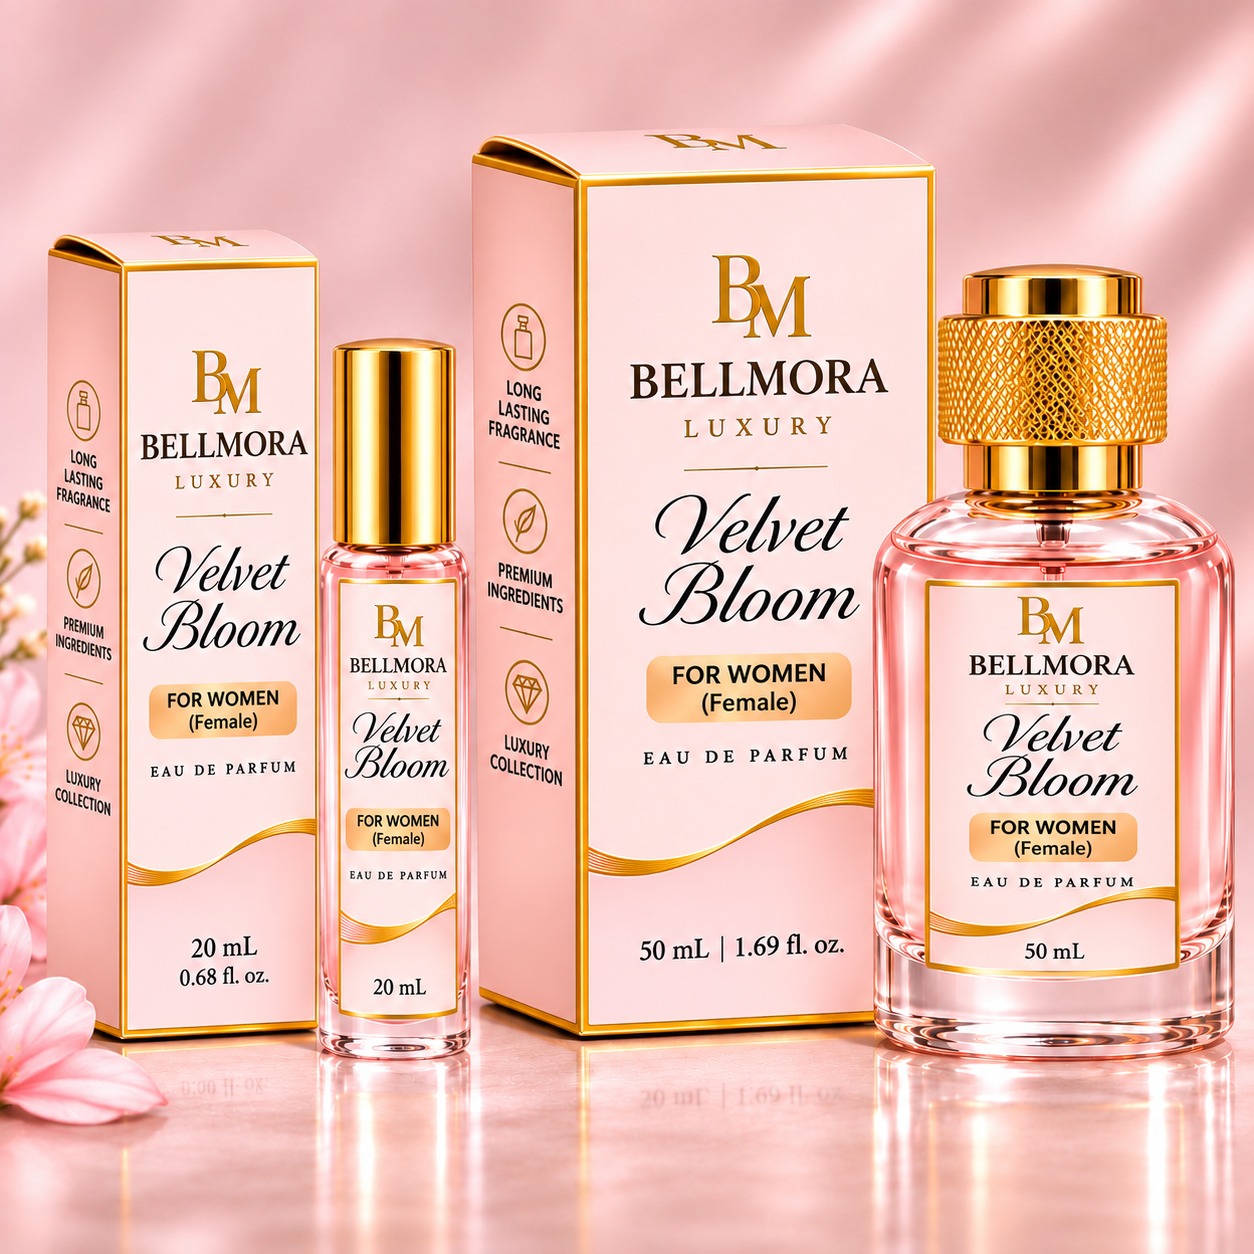 BM
LONG
LASTING
FRAGRANCE
PREMIUM
INGREDIENTS
LUXURY
COLLECTION
BM
BELLMORA
LUXURY
Velvet
Bloom
FOR WOMEN
(Female)
EAU DE PARFUM
20 mL
0.68 fl. oz.
BM
BELLMORA
LUXURY
Velvet
Bloom
FOR WOMEN
(Female)
EAU DE PARFUM
20 mL
BM
LONG
LASTING
FRAGRANCE
PREMIUM
INGREDIENTS
LUXURY
COLLECTION
BM
BELLMORA
LUXURY
Velvet
Bloom
FOR WOMEN
(Female)
EAU DE PARFUM
50 mL | 1.69 fl. oz.
BM
BELLMORA
LUXURY
Velvet
Bloom
FOR WOMEN
(Female)
EAU DE PARFUM
50 mL